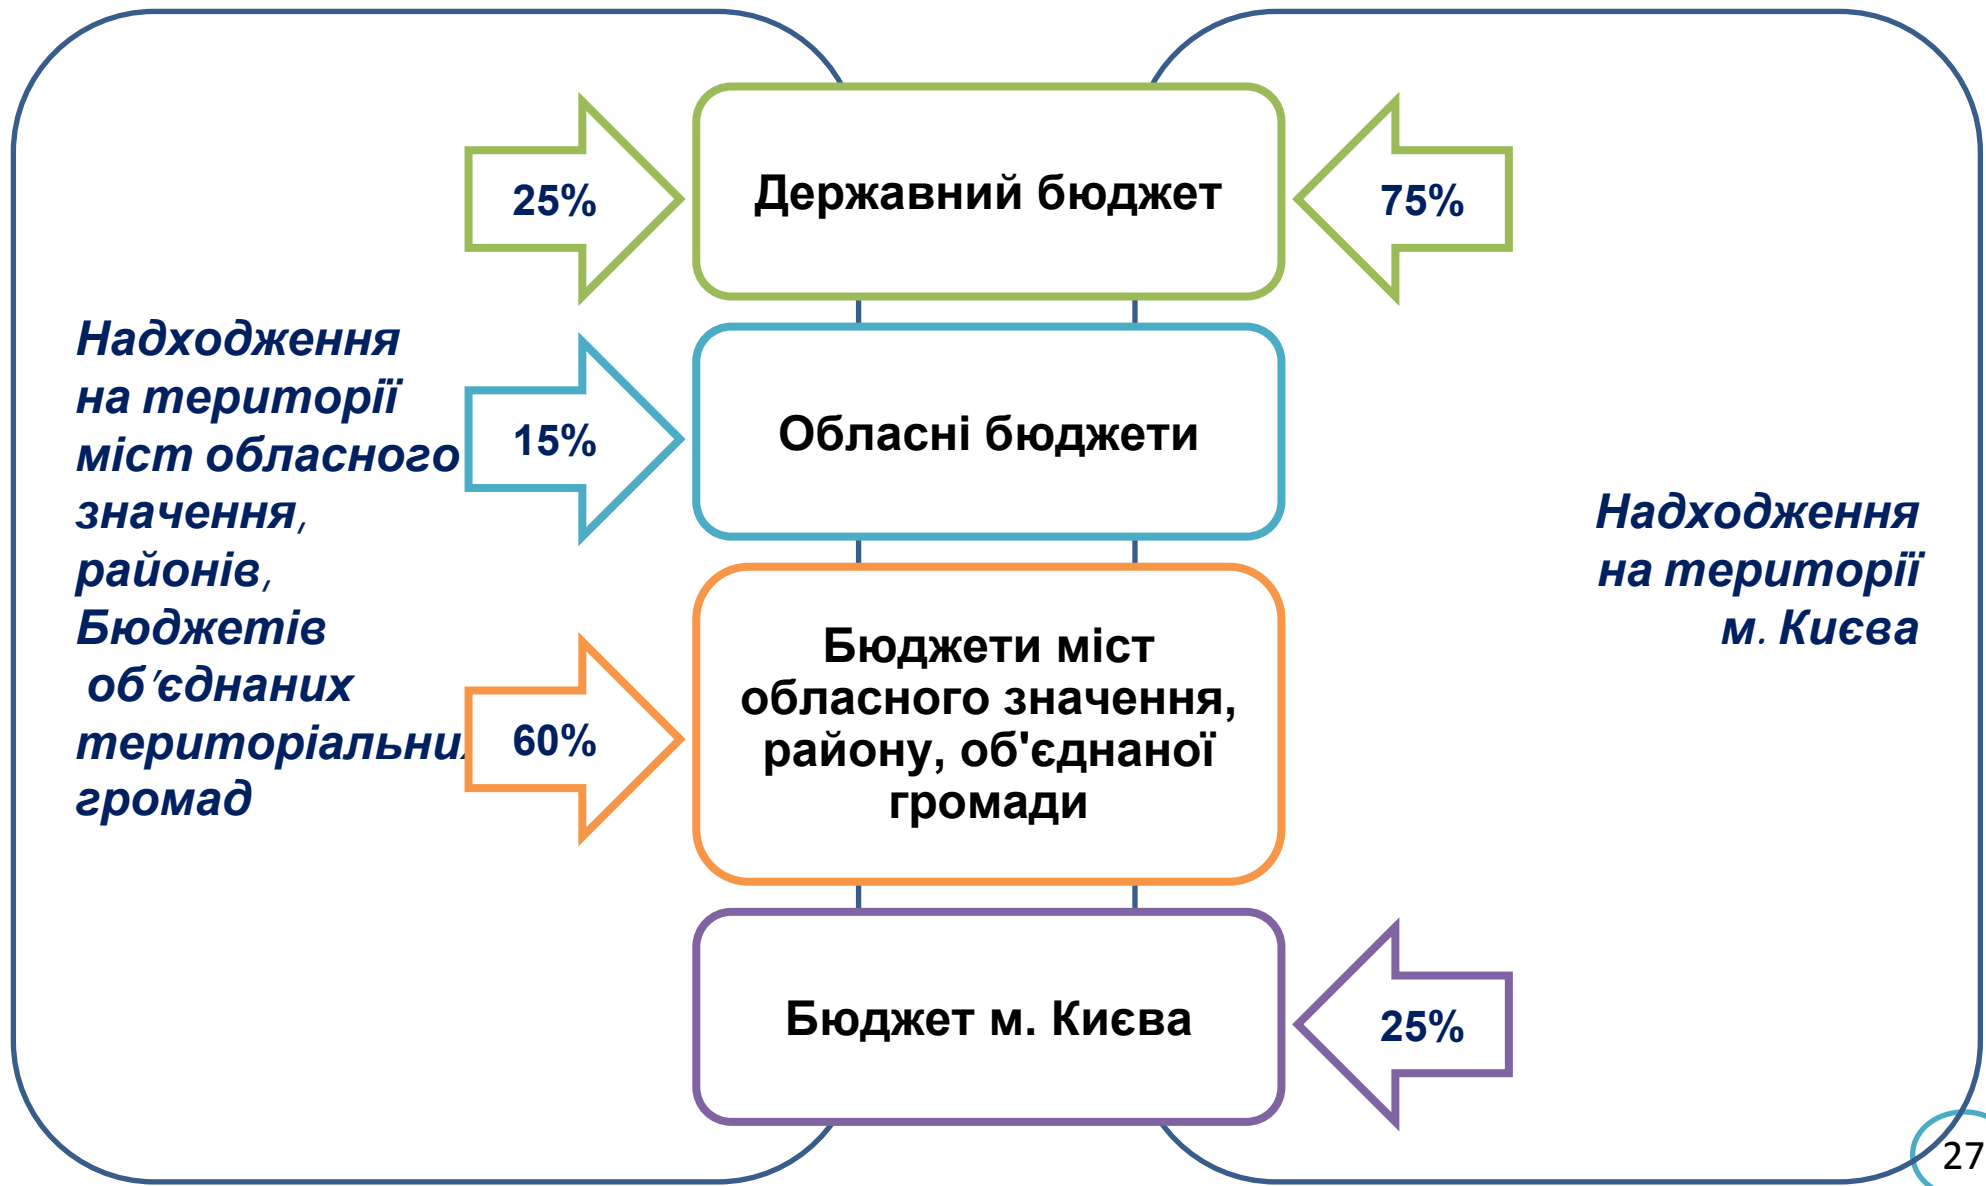 Надходження
на території
міст обласного
значення,
районів,
Бюджетів
об'єднаних
територіальних
громад
25%
Державний бюджет
75%
15%
Обласні бюджети
60%
Бюджети міст
обласного значення,
району, об'єднаної
громади
Бюджет м. Києва
25%
Надходження
на території
м. Києва
27